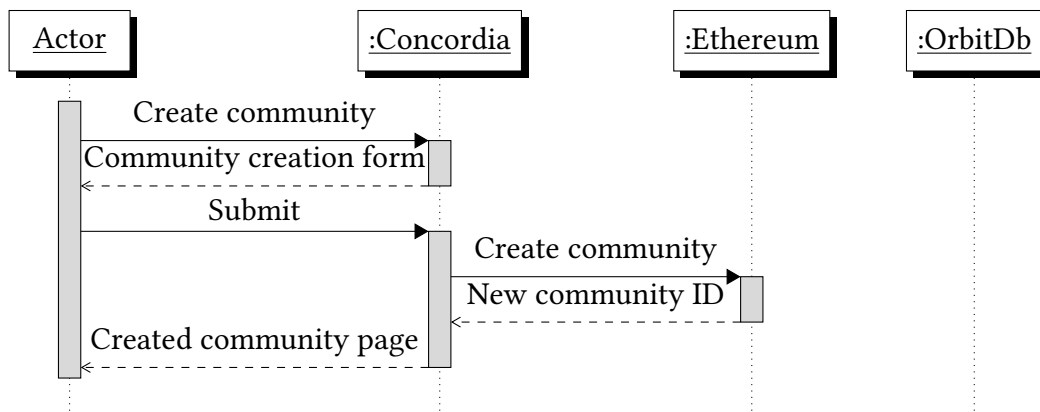 Actor
:Concordia
:Ethereum
:OrbitDb
Create community
Community creation form
Submit
Create community
New community ID
Created community page